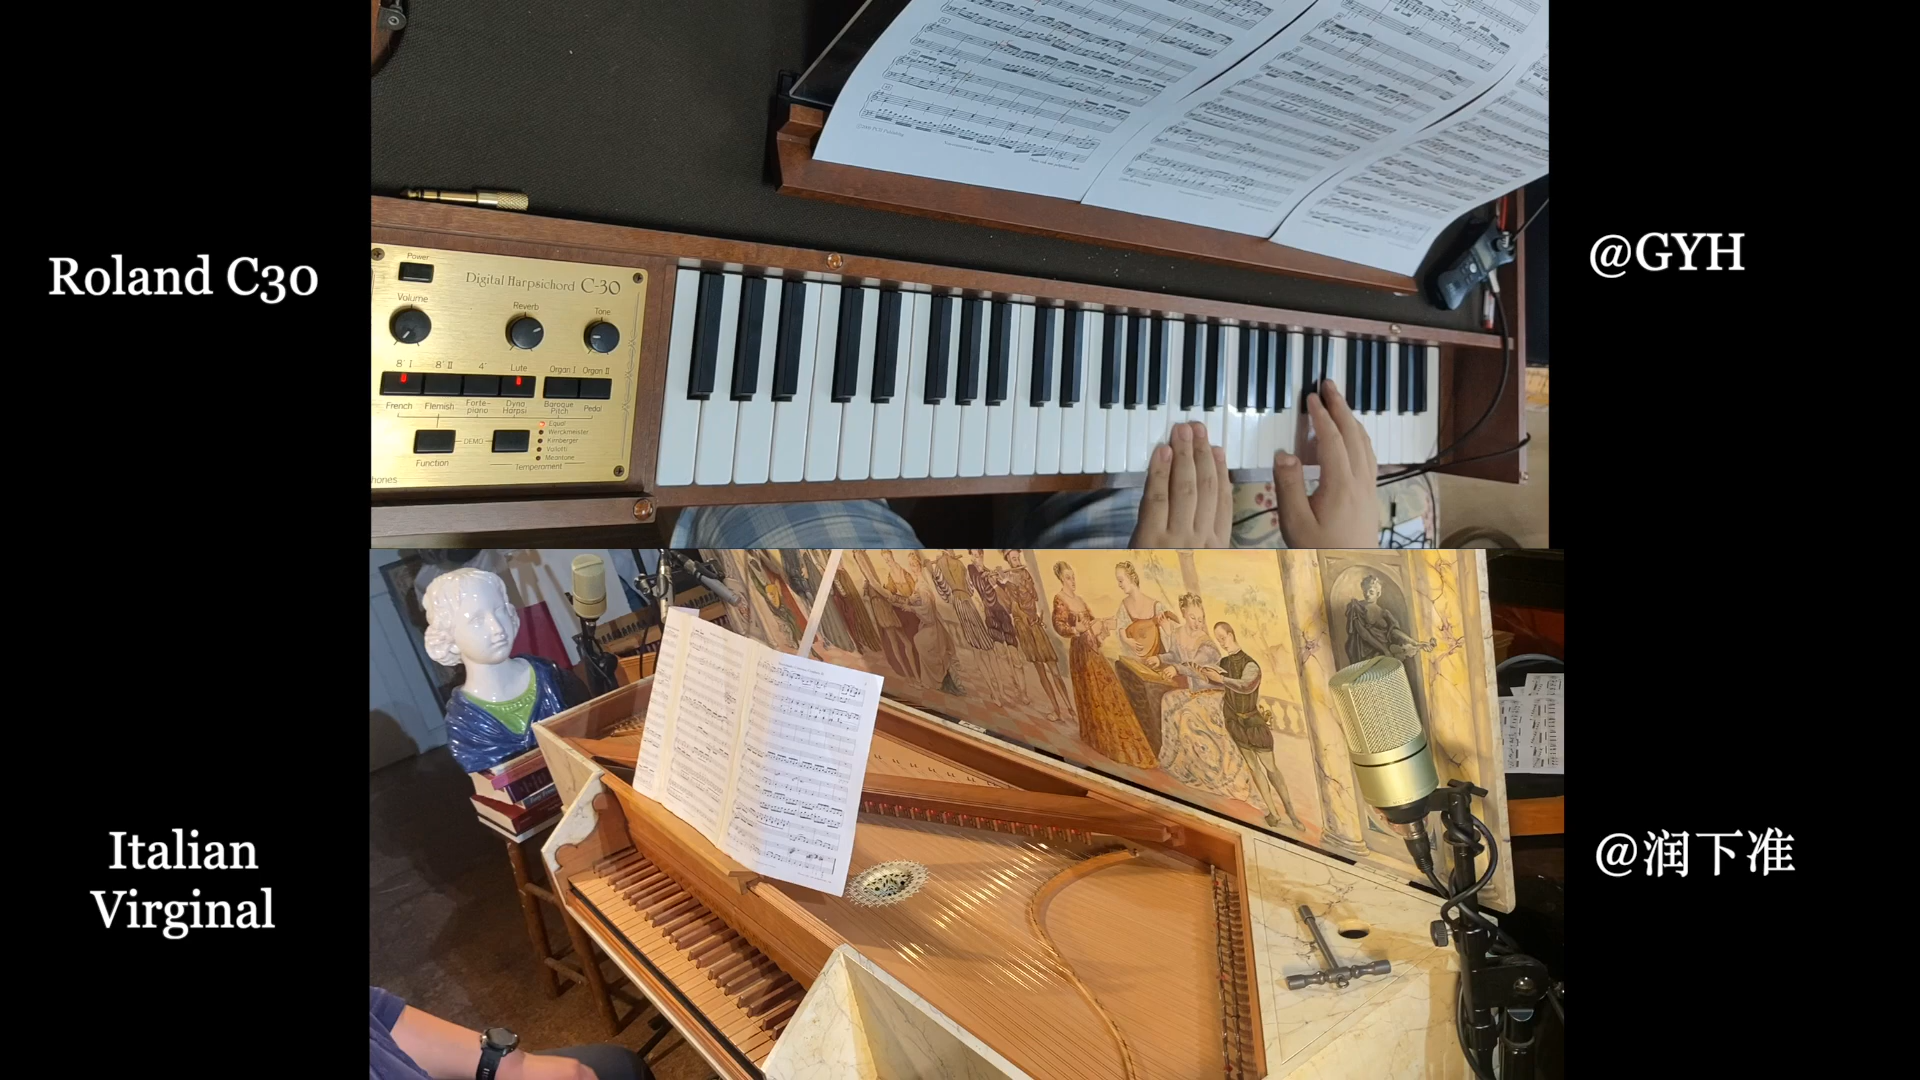 Roland C30
@GYH
Power
Digital Harpsichord C-30
Volume
Reverb
Tone
8' I
8' II
4'
Lute
Organ I
Organ II
French
Flemish
Forte-
piano
Dyna
Harpsi
Baroque
Pitch
Pedal
Equal
Werckmeister
Kirnberger
Vallotti
Meantone
DEMO
Function
Temperament
hones
Italian
Virginal
@润下准